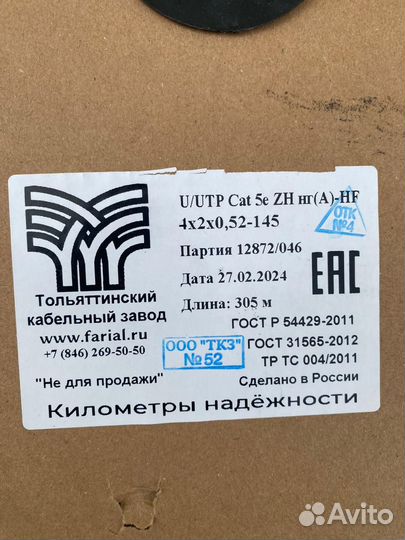 U/UTP Cat 5e ZH нг(А)-HF
4х2х0,52-145
ОТК
№4
Партия 12872/046
Дата 27.02.2024
Длина: 305 м
EAC
Тольяттинский
кабельный завод
www.farial.ru
+7 (846) 269-50-50
"Не для продажи"
ООО "ТКЗ"
№52
ГОСТ Р 54429-2011
ГОСТ 31565-2012
ТР ТС 004/2011
Сделано в России
Километры надёжности
Avito